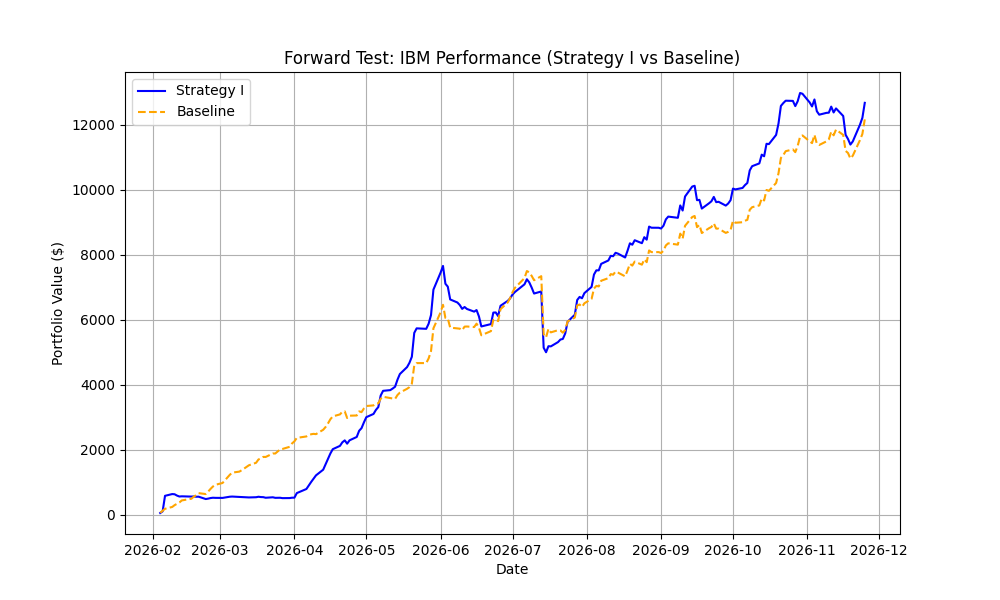 Forward Test: IBM Performance (Strategy I vs Baseline)
Strategy I
Baseline
Portfolio Value ($)
12000
10000
8000
6000
4000
2000
0
2026-02 2026-03 2026-04 2026-05 2026-06 2026-07 2026-08 2026-09 2026-10 2026-11 2026-12
Date